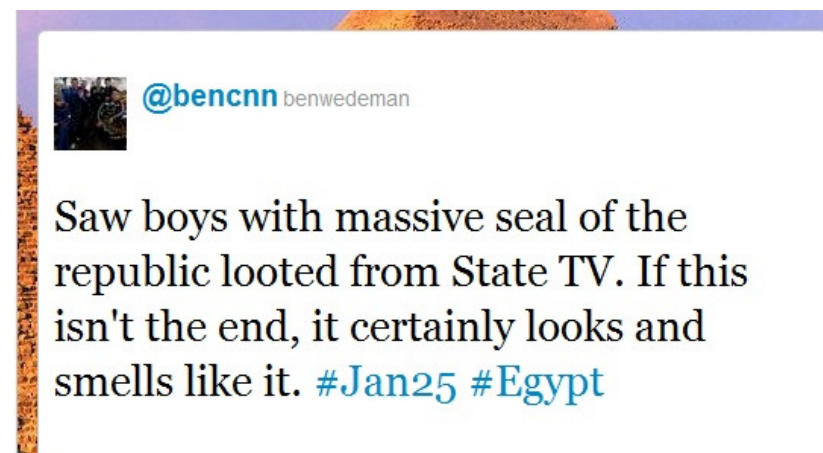 @bencnn benwedeman
Saw boys with massive seal of the
republic looted from State TV. If this
isn't the end, it certainly looks and
smells like it. #Jan25 #Egypt